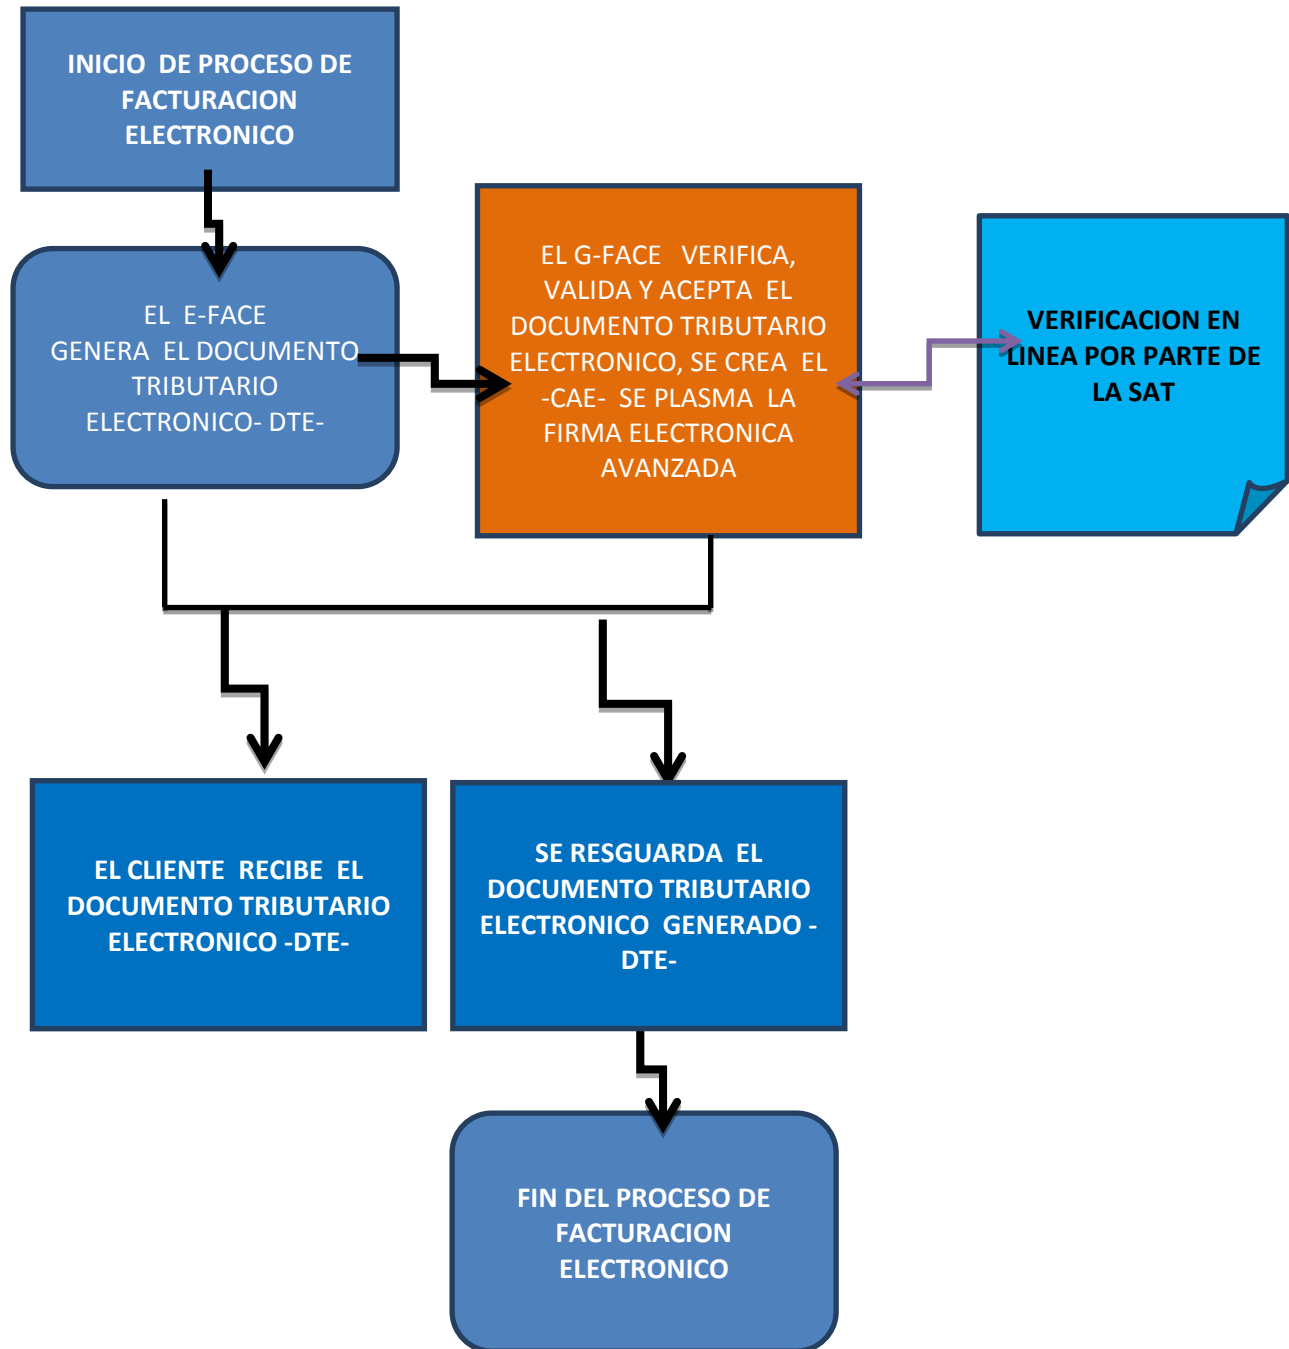 INICIO DE PROCESO DE
FACTURACION
ELECTRONICO
EL E-FACE
GENERA EL DOCUMENTO
TRIBUTARIO
ELECTRONICO- DTE-
EL G-FACE VERIFICA,
VALIDA Y ACEPTA EL
DOCUMENTO TRIBUTARIO
ELECTRONICO, SE CREA EL
-CAE- SE PLASMA LA
FIRMA ELECTRONICA
AVANZADA
VERIFICACION EN
LINEA POR PARTE DE
LA SAT
EL CLIENTE RECIBE EL
DOCUMENTO TRIBUTARIO
ELECTRONICO -DTE-
SE RESGUARDA EL
DOCUMENTO TRIBUTARIO
ELECTRONICO GENERADO -
DTE-
FIN DEL PROCESO DE
FACTURACION
ELECTRONICO